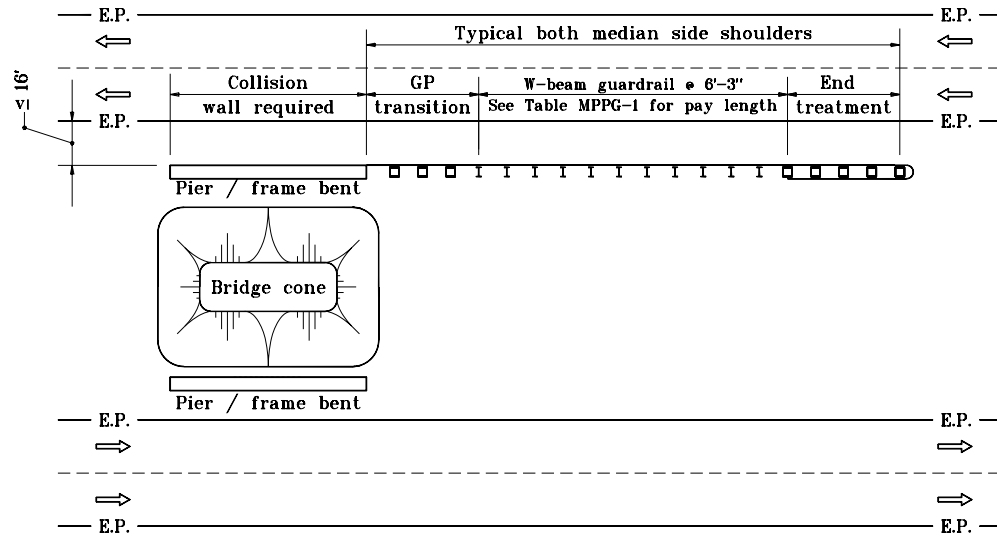 E.P. E.P.
Typical both median side shoulders
≤ 16'
Collision GP W-beam guardrail @ 6'-3" End
wall required transition See Table MPPG-1 for pay length treatment
E.P. E.P.
Pier / frame bent
Bridge cone
Pier / frame bent
E.P. E.P.
E.P. E.P.